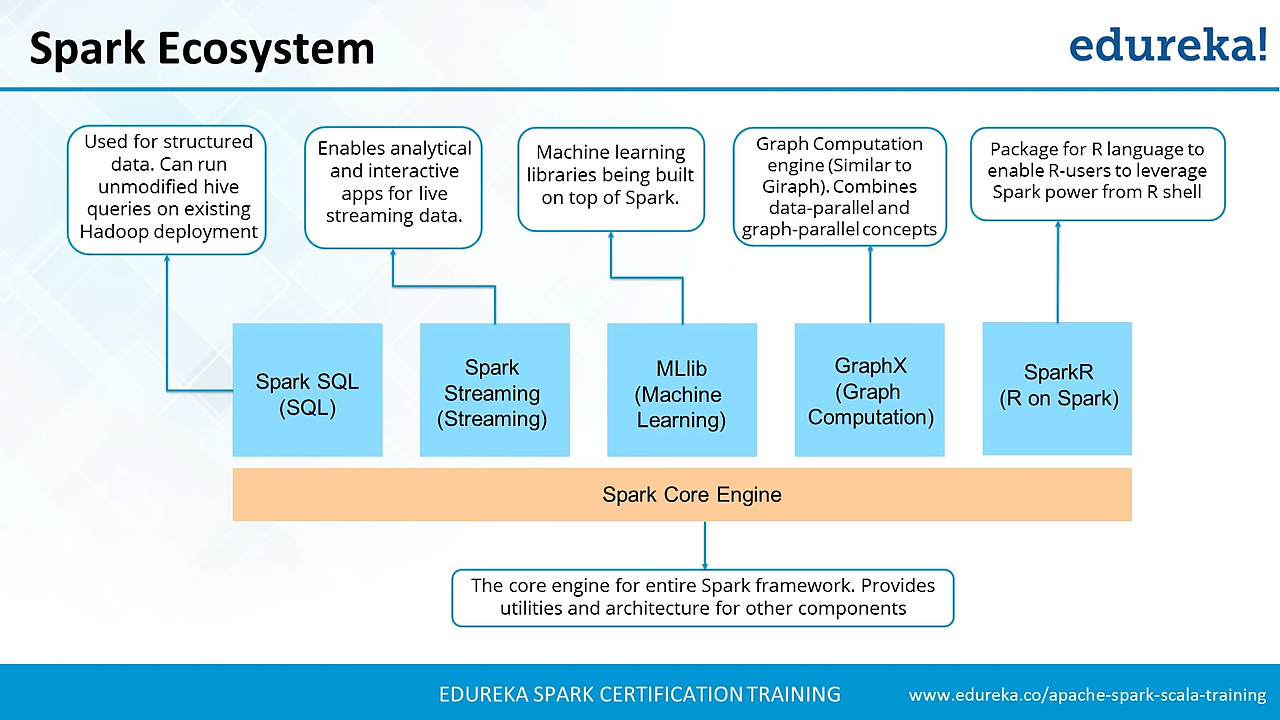 Spark Ecosystem
edureka!
Used for structured
data. Can run
unmodified hive
queries on existing
Hadoop deployment
Enables analytical
and interactive
apps for live
streaming data.
Machine learning
libraries being built
on top of Spark.
Graph Computation
engine (Similar to
Giraph). Combines
data-parallel and
graph-parallel concepts
Package for R language to
enable R-users to leverage
Spark power from R shell
Spark SQL
(SQL)
Spark
Streaming
(Streaming)
MLlib
(Machine
Learning)
GraphX
(Graph
Computation)
SparkR
(R on Spark)
Spark Core Engine
The core engine for entire Spark framework. Provides
utilities and architecture for other components
EDUREKA SPARK CERTIFICATION TRAINING
www.edureka.co/apache-spark-scala-training